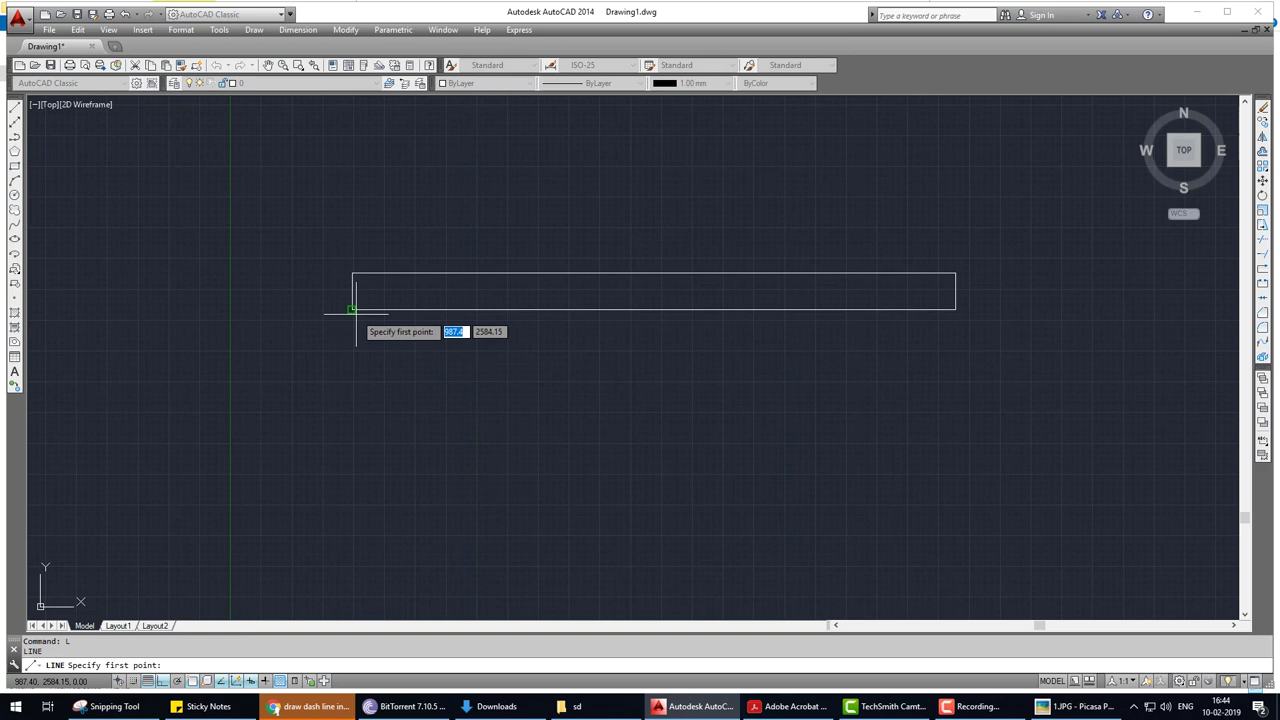 Autodesk AutoCAD 2014 Drawing1.dwg
AutoCAD Classic
Type a keyword or phrase
Sign In
File Edit View Insert Format Tools Draw Dimension Modify Parametric Window Help Express
Drawing1*
Standard ISO-25 Standard Standard
AutoCAD Classic 0 ByLayer ByLayer 1.00 mm ByColor
[−][Top][2D Wireframe]
N
W TOP E
S
WCS
Specify first point: 987.4 2584.15
Y
X
Model Layout1 Layout2
Command: L
LINE
LINE Specify first point:
987.40, 2584.15, 0.00 MODEL 1:1
Snipping Tool Sticky Notes draw dash line in... BitTorrent 7.10.5 ... Downloads sd Autodesk AutoC... Adobe Acrobat ... TechSmith Camt... Recording... 1.JPG - Picasa P... ENG 16:44
10-02-2019